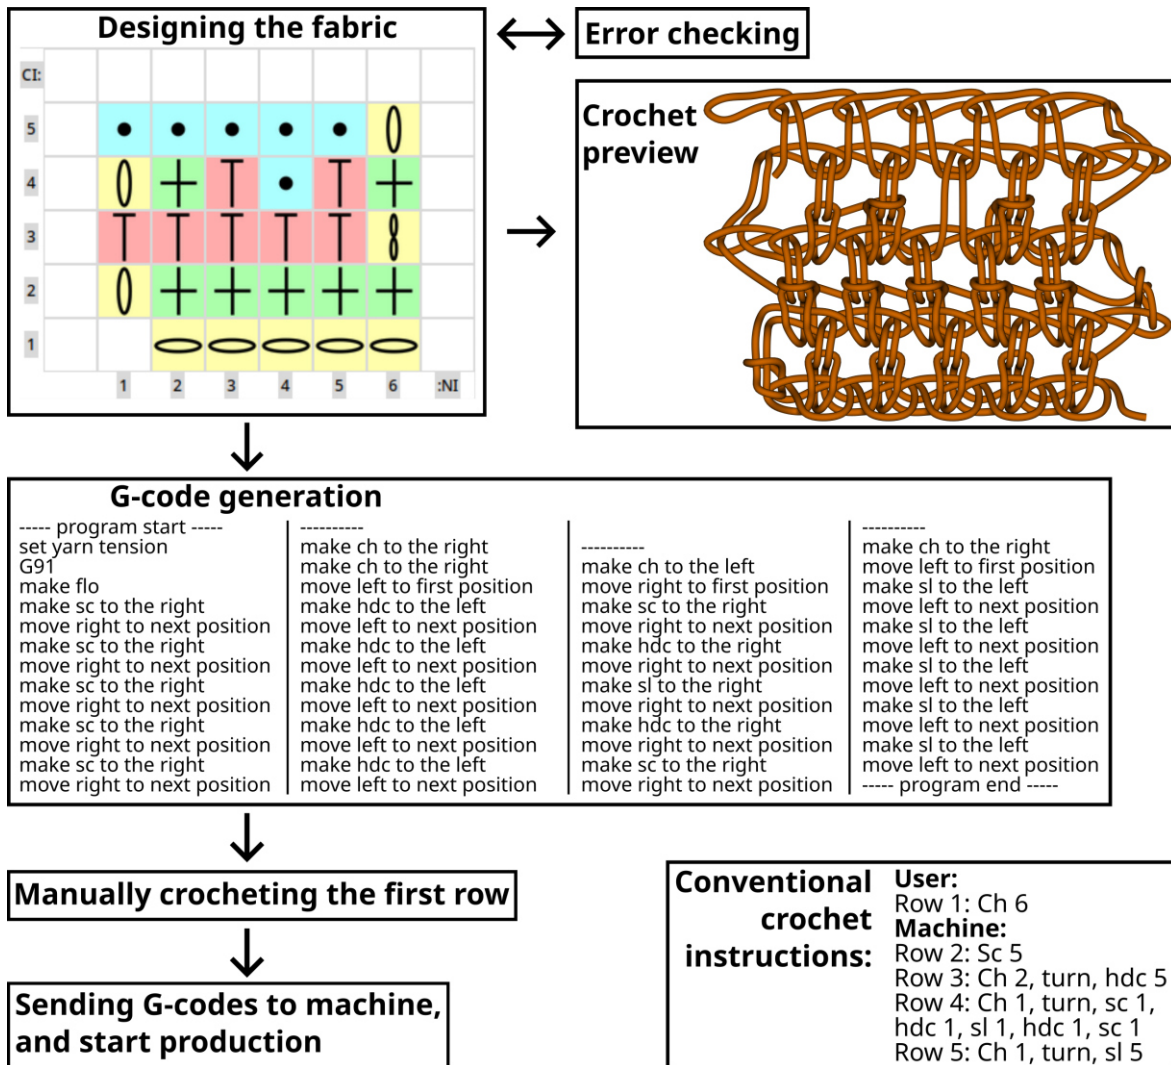 Designing the fabric
CI:
5
4
3
2
1
1 2 3 4 5 6 :NI
Error checking
Crochet
preview
G-code generation
----- program start -----
set yarn tension
G91
make flo
make sc to the right
move right to next position
make sc to the right
move right to next position
make sc to the right
move right to next position
make sc to the right
move right to next position
make sc to the right
move right to next position
----------
make ch to the right
make ch to the right
move left to first position
make hdc to the left
move left to next position
make hdc to the left
move left to next position
make hdc to the left
move left to next position
make hdc to the left
move left to next position
make hdc to the left
move left to next position
----------
make ch to the left
move right to first position
make sc to the right
move right to next position
make hdc to the right
move right to next position
make sl to the right
move right to next position
make hdc to the right
move right to next position
make sc to the right
move right to next position
----------
make ch to the right
move left to first position
make sl to the left
move left to next position
make sl to the left
move left to next position
make sl to the left
move left to next position
make sl to the left
move left to next position
make sl to the left
move left to next position
----- program end -----
Manually crocheting the first row
Sending G-codes to machine,
and start production
Conventional
crochet
instructions:
User:
Row 1: Ch 6
Machine:
Row 2: Sc 5
Row 3: Ch 2, turn, hdc 5
Row 4: Ch 1, turn, sc 1,
hdc 1, sl 1, hdc 1, sc 1
Row 5: Ch 1, turn, sl 5